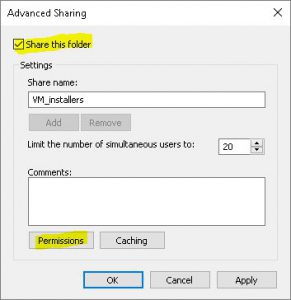 Advanced Sharing
Share this folder
Settings
Share name:
VM_installers
Add Remove
Limit the number of simultaneous users to: 20
Comments:
Permissions Caching
OK Cancel Apply